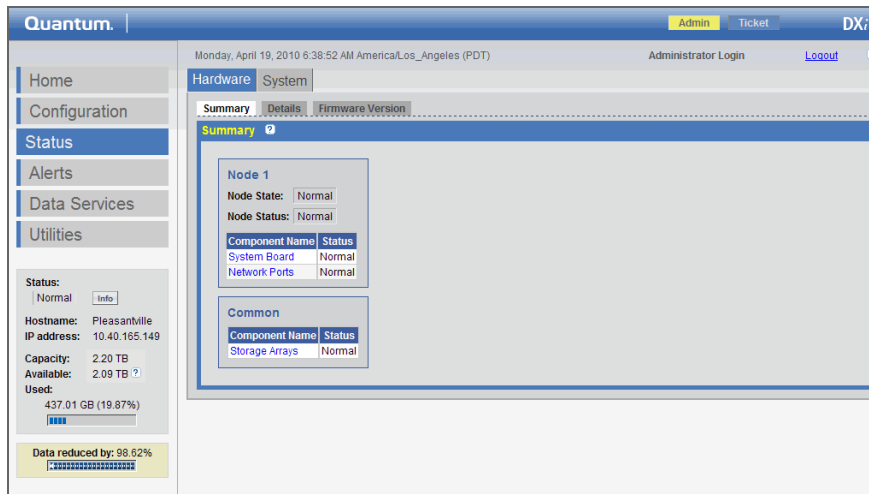 Quantum.
Admin
Ticket
DXi
Monday, April 19, 2010 6:38:52 AM America/Los_Angeles (PDT)
Administrator Login
Logout
Home
Configuration
Status
Alerts
Data Services
Utilities
Hardware
System
Summary
Details
Firmware Version
Summary ?
Node 1
Node State: Normal
Node Status: Normal
Component Name Status
System Board Normal
Network Ports Normal
Common
Component Name Status
Storage Arrays Normal
Status:
Normal Info
Hostname: Pleasantville
IP address: 10.40.165.149
Capacity: 2.20 TB
Available: 2.09 TB ?
Used:
437.01 GB (19.87%)
Data reduced by: 98.62%